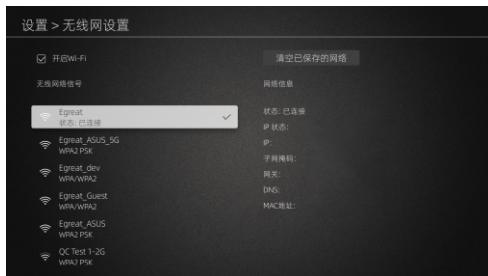 设置 > 无线网设置
开启Wi-Fi
清空已保存的网络
无线网络信号
网络信息
Egreat
状态: 已连接
Egreat_ASUS_5G
WPA2 PSK
Egreat_dev
WPA/WPA2
Egreat_Guest
WPA/WPA2
Egreat_ASUS
WPA2 PSK
QC Test 1-2G
WPA2 PSK
状态: 已连接
IP 状态:
IP:
子网掩码:
网关:
DNS:
MAC地址: